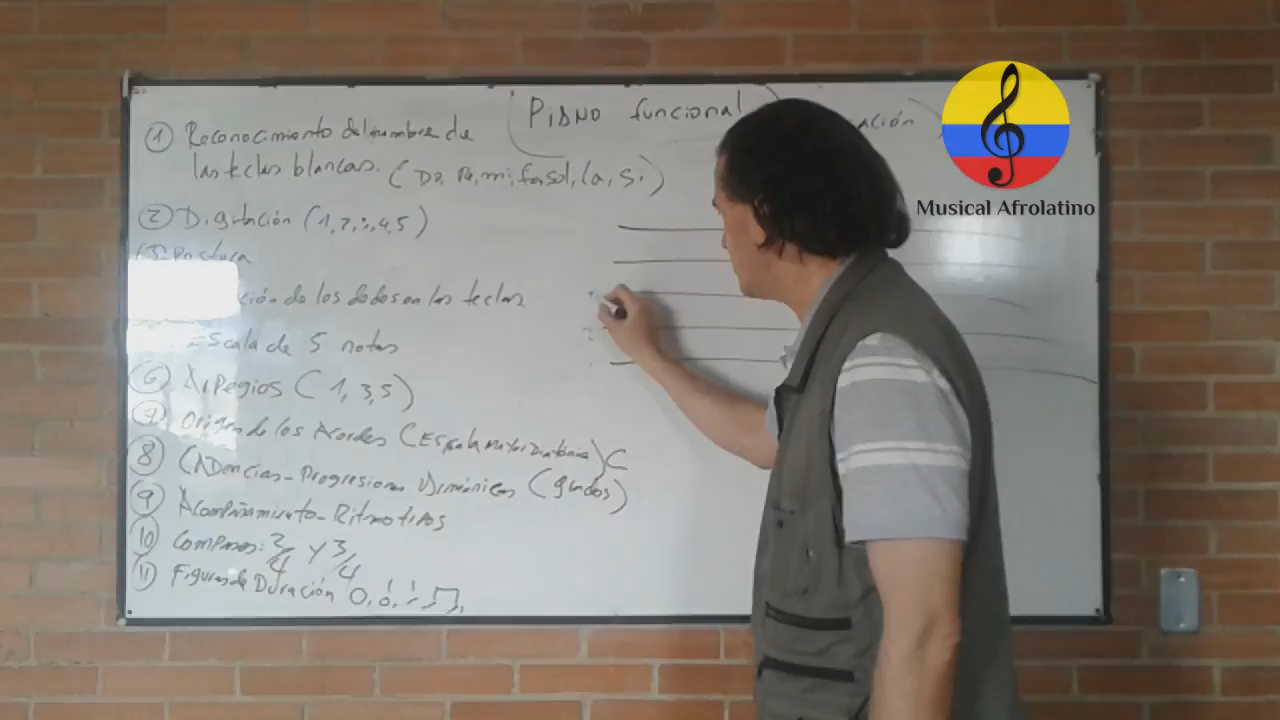 Piano funcional
ación)
① Reconocimiento del nombre de
las teclas blancas. (Do, Re, mi, fa, sol, la, si)
② Digitación (1, 2, 3, 4, 5)
(3) Postura
ción de los dedos en las teclas
Escala de 5 notas
⑥ Arpegios (1, 3, 5)
⑦ Origen de los Acordes (Escala mayor Diatónica) C
⑧ CADencias - Progresiones Armónicas (grados)
⑨ Acompañamiento - Ritmo tipos
⑩ Compases: 2/4 y 3/4
⑪ Figuras de Duración
Musical Afrolatino